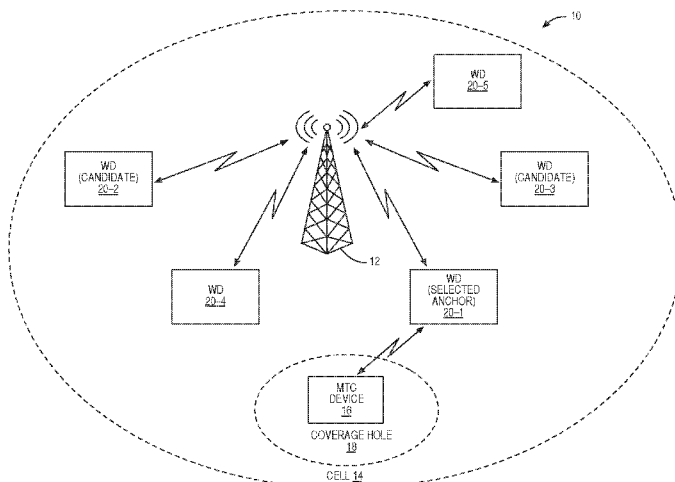 10
WD
20-5
WD
(CANDIDATE)
20-2
WD
(CANDIDATE)
20-3
12
WD
20-4
WD
(SELECTED
ANCHOR)
20-1
MTC
DEVICE
16
COVERAGE HOLE
18
CELL 14